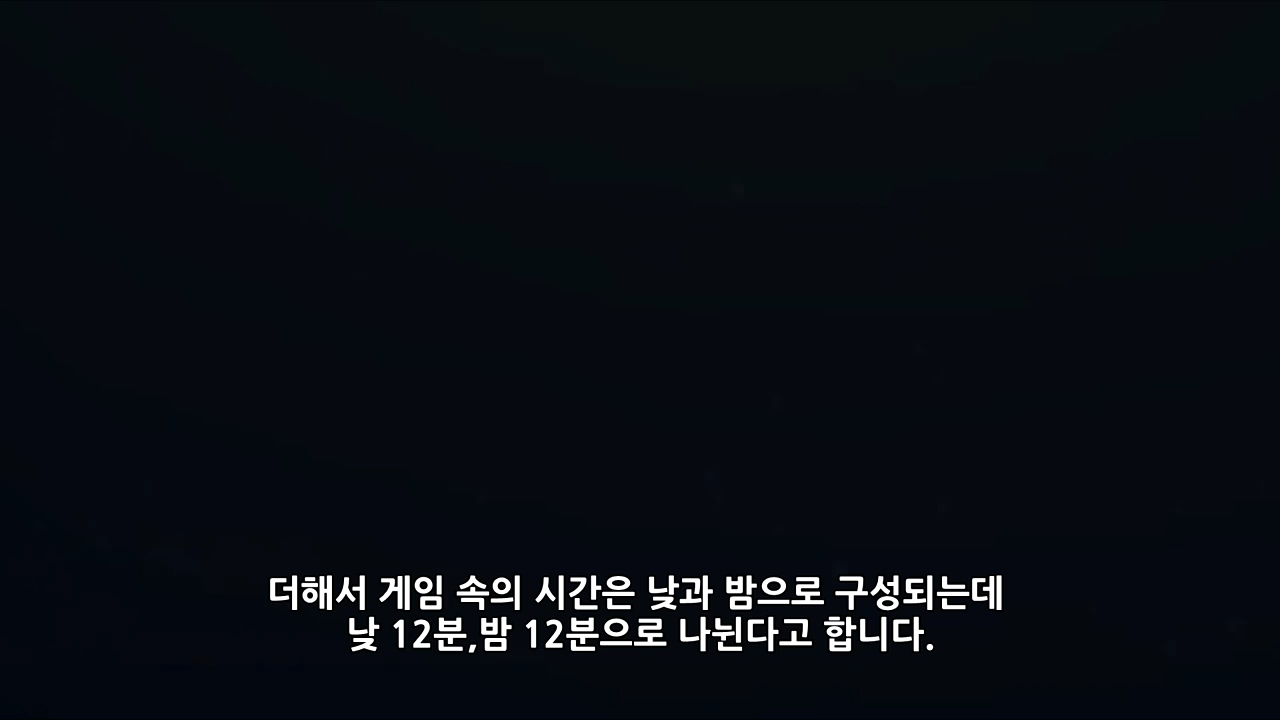 더해서 게임 속의 시간은 낮과 밤으로 구성되는데
낮 12분,밤 12분으로 나뉜다고 합니다.